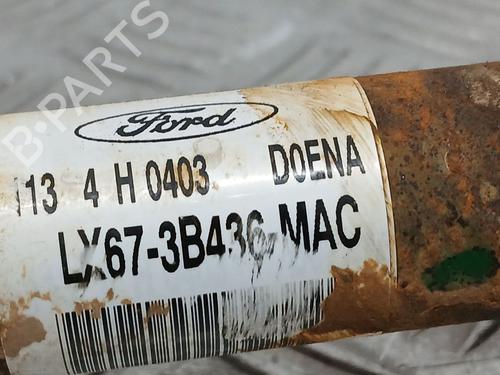 B-PARTS
Ford
113 4 H 0403 D0ENA
LX67-3B436-MAC